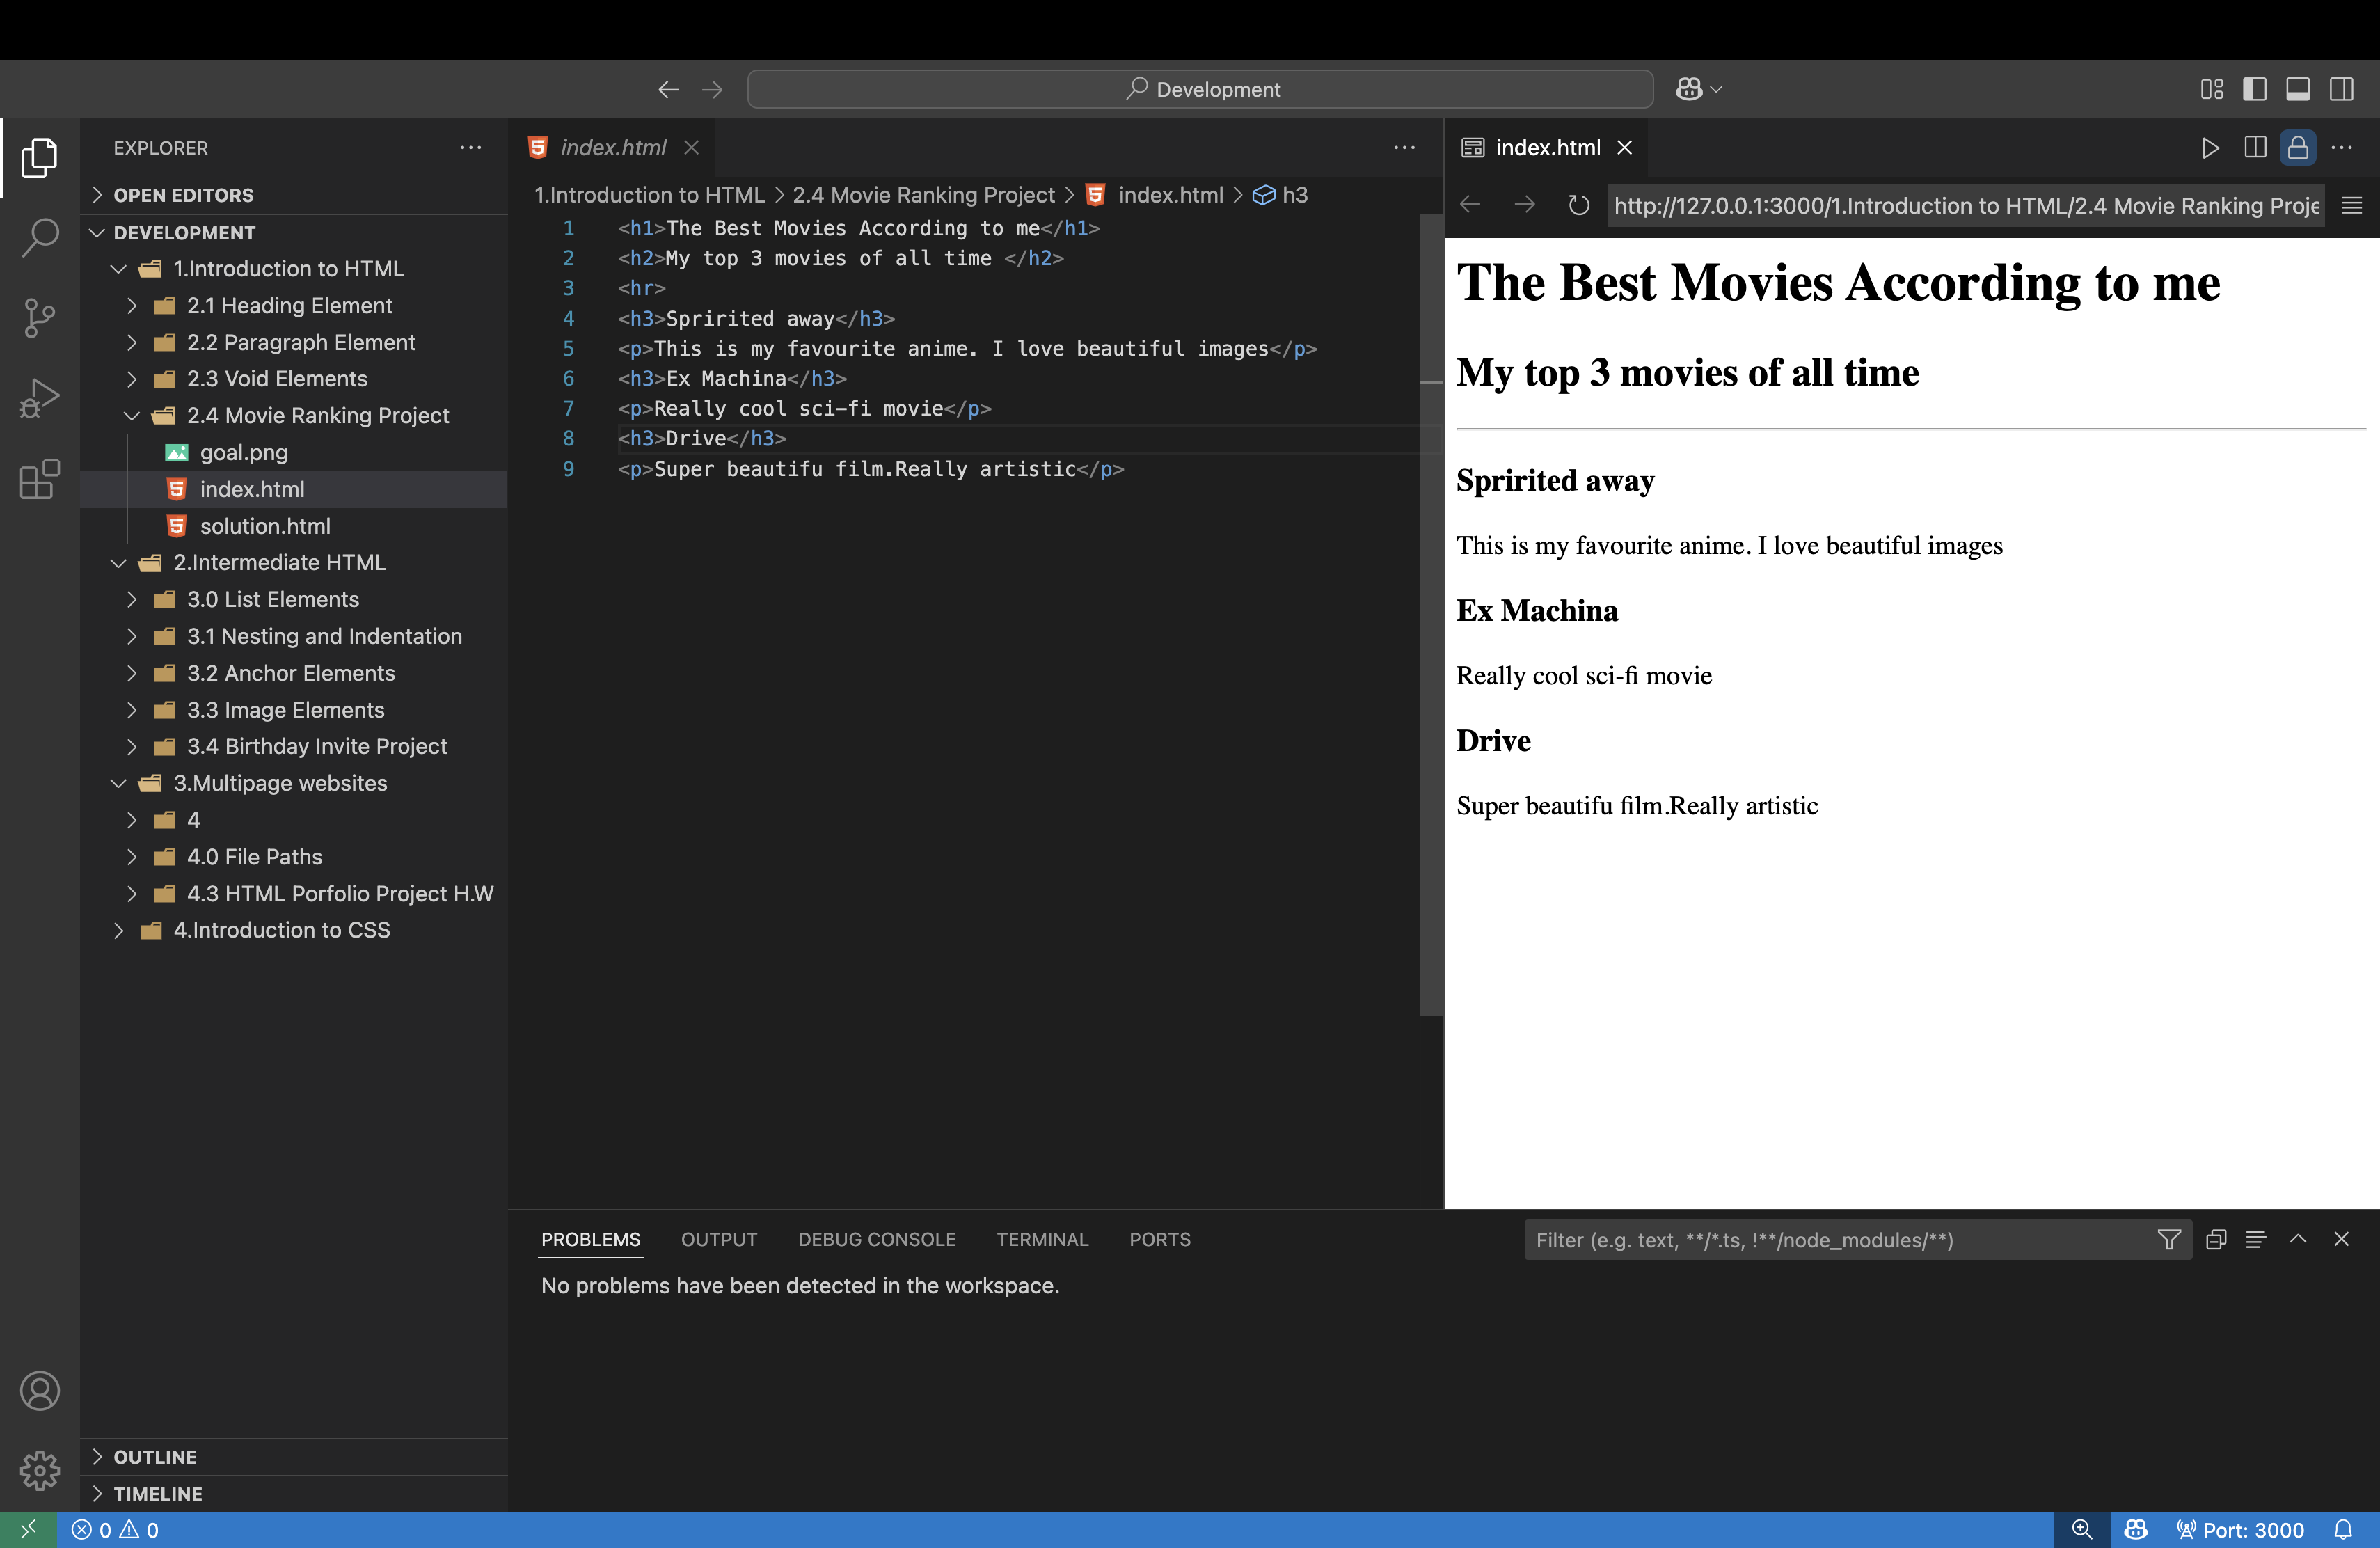 Development
EXPLORER
OPEN EDITORS
DEVELOPMENT
1.Introduction to HTML
2.1 Heading Element
2.2 Paragraph Element
2.3 Void Elements
2.4 Movie Ranking Project
goal.png
index.html
solution.html
2.Intermediate HTML
3.0 List Elements
3.1 Nesting and Indentation
3.2 Anchor Elements
3.3 Image Elements
3.4 Birthday Invite Project
3.Multipage websites
4
4.0 File Paths
4.3 HTML Porfolio Project H.W
4.Introduction to CSS
OUTLINE
TIMELINE
index.html
1.Introduction to HTML > 2.4 Movie Ranking Project > index.html > h3
1 <h1>The Best Movies According to me</h1>
2 <h2>My top 3 movies of all time </h2>
3 <hr>
4 <h3>Spririted away</h3>
5 <p>This is my favourite anime. I love beautiful images</p>
6 <h3>Ex Machina</h3>
7 <p>Really cool sci-fi movie</p>
8 <h3>Drive</h3>
9 <p>Super beautifu film.Really artistic</p>
index.html
http://127.0.0.1:3000/1.Introduction to HTML/2.4 Movie Ranking Proje
The Best Movies According to me
My top 3 movies of all time
Spririted away
This is my favourite anime. I love beautiful images
Ex Machina
Really cool sci-fi movie
Drive
Super beautifu film.Really artistic
PROBLEMS OUTPUT DEBUG CONSOLE TERMINAL PORTS
Filter (e.g. text, **/*.ts, !**/node_modules/**)
No problems have been detected in the workspace.
0 0
Port: 3000